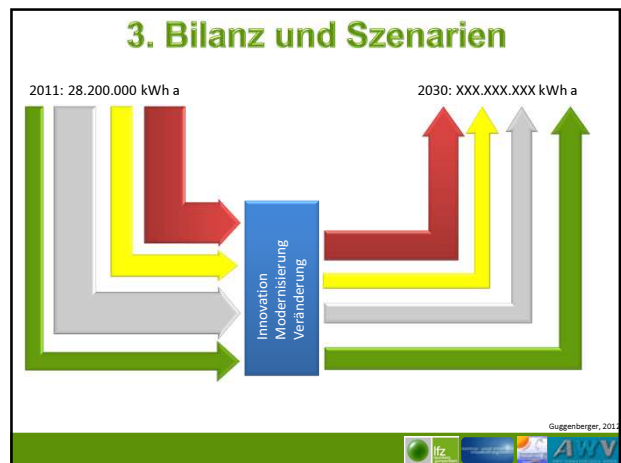 3. Bilanz und Szenarien
2011: 28.200.000 kWh a
2030: XXX.XXX.XXX kWh a
Innovation
Modernisierung
Veränderung
Guggenberger, 2012
lfz
AWV